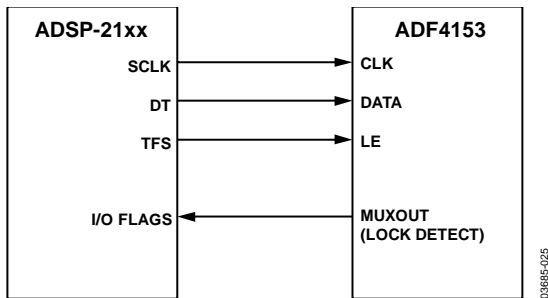 ADSP-21xx
ADF4153
SCLK
CLK
DT
DATA
TFS
LE
I/O FLAGS
MUXOUT
(LOCK DETECT)
03685-025